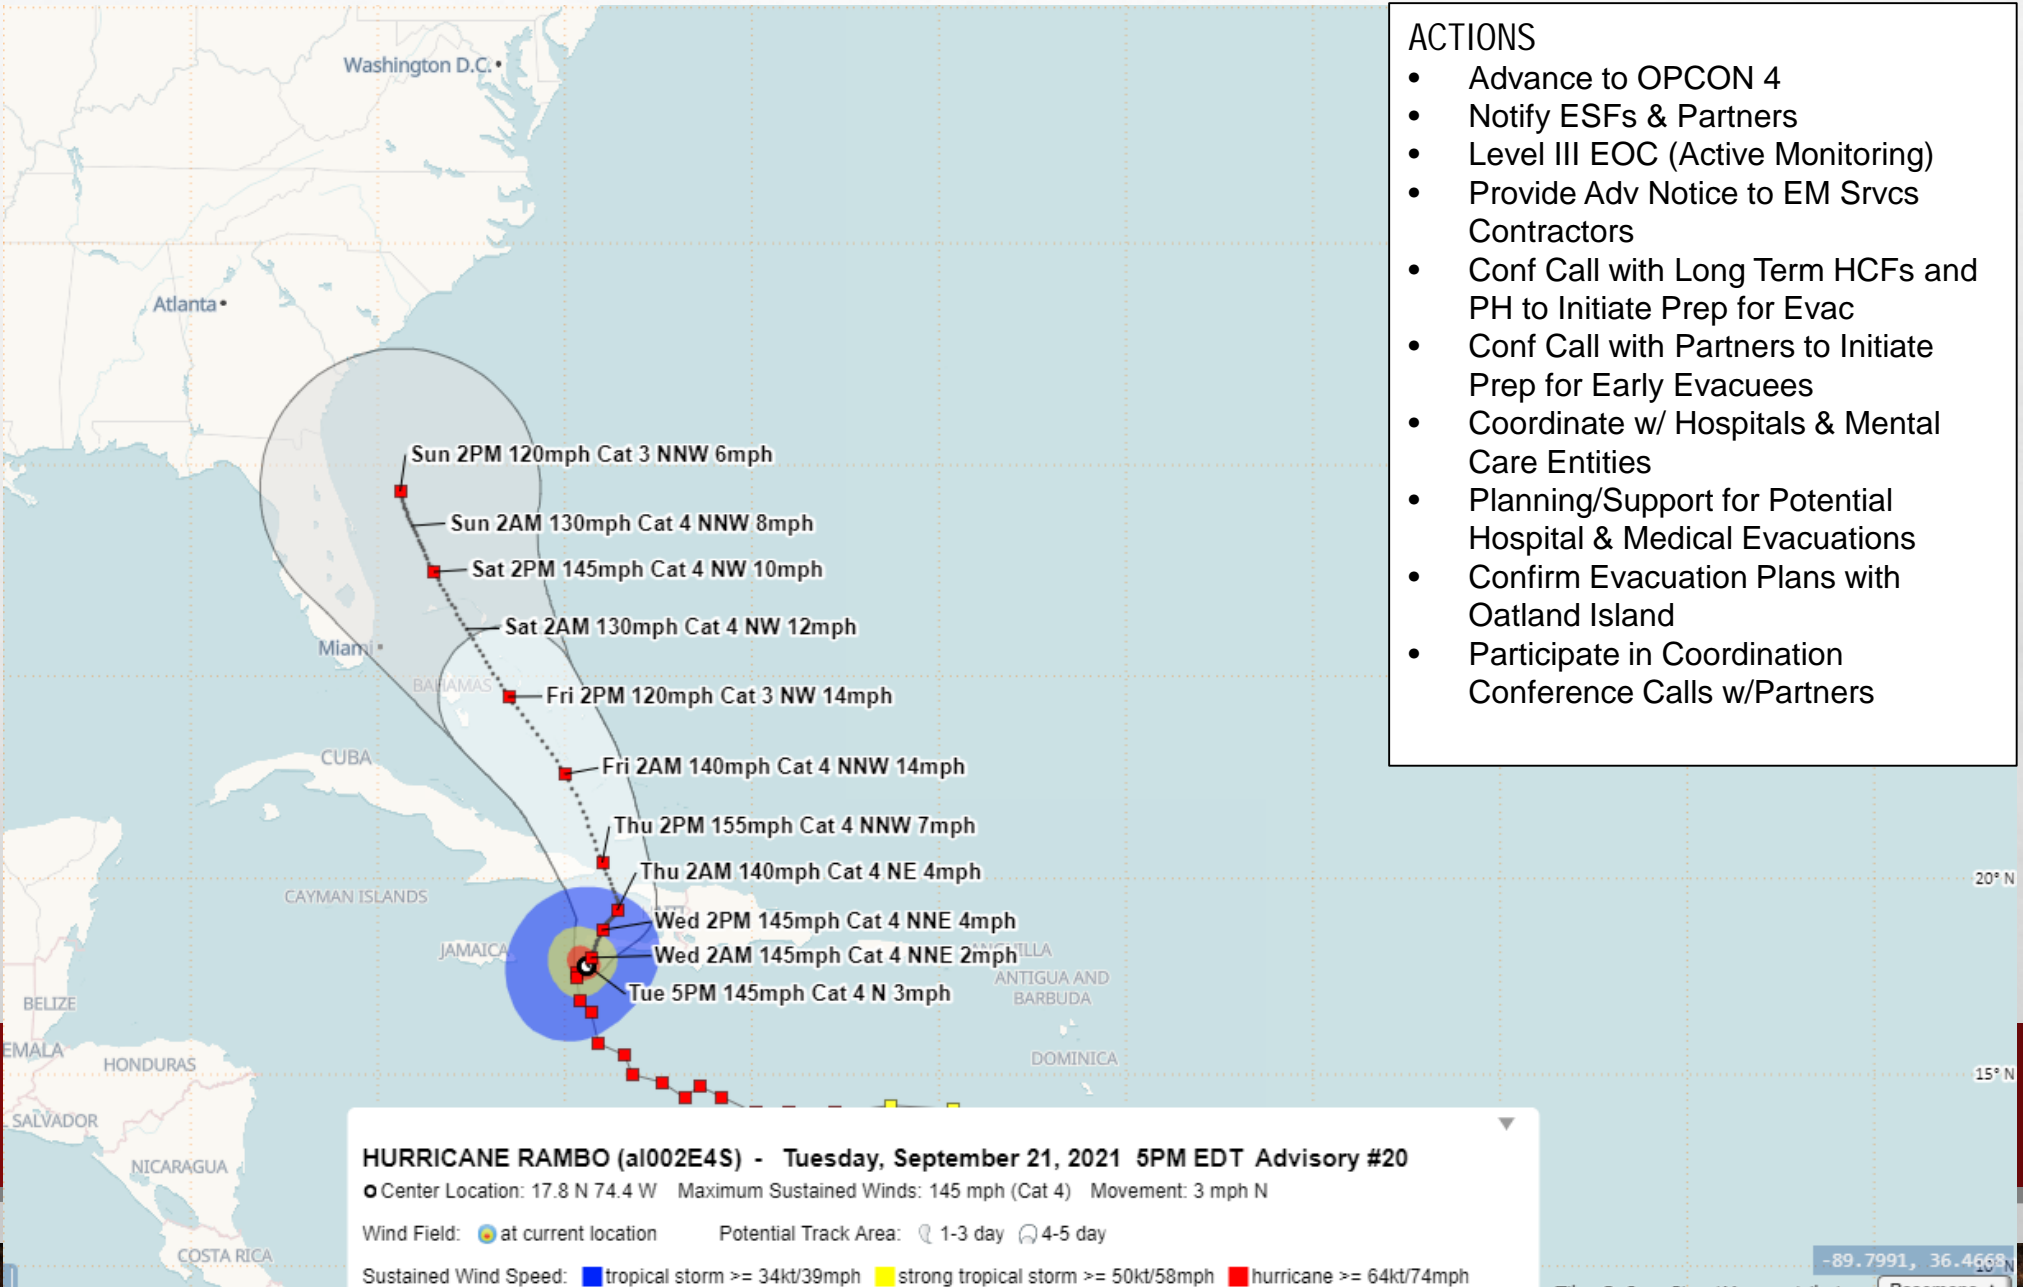 Washington D.C.
Atlanta
Miami
BAHAMAS
CUBA
CAYMAN ISLANDS
JAMAICA
BELIZE
EMALA
HONDURAS
SALVADOR
NICARAGUA
COSTA RICA
ANTIGUA AND
BARBUDA
DOMINICA
20° N
15° N
Sun 2PM 120mph Cat 3 NNW 6mph
Sun 2AM 130mph Cat 4 NNW 8mph
Sat 2PM 145mph Cat 4 NW 10mph
Sat 2AM 130mph Cat 4 NW 12mph
Fri 2PM 120mph Cat 3 NW 14mph
Fri 2AM 140mph Cat 4 NNW 14mph
Thu 2PM 155mph Cat 4 NNW 7mph
Thu 2AM 140mph Cat 4 NE 4mph
Wed 2PM 145mph Cat 4 NNE 4mph
Wed 2AM 145mph Cat 4 NNE 2mph
Tue 5PM 145mph Cat 4 N 3mph
ACTIONS
• Advance to OPCON 4
• Notify ESFs & Partners
• Level III EOC (Active Monitoring)
• Provide Adv Notice to EM Srvcs
Contractors
• Conf Call with Long Term HCFs and
PH to Initiate Prep for Evac
• Conf Call with Partners to Initiate
Prep for Early Evacuees
• Coordinate w/ Hospitals & Mental
Care Entities
• Planning/Support for Potential
Hospital & Medical Evacuations
• Confirm Evacuation Plans with
Oatland Island
• Participate in Coordination
Conference Calls w/Partners
HURRICANE RAMBO (al002E4S) - Tuesday, September 21, 2021 5PM EDT Advisory #20
Center Location: 17.8 N 74.4 W Maximum Sustained Winds: 145 mph (Cat 4) Movement: 3 mph N
Wind Field: at current location Potential Track Area: 1-3 day 4-5 day
Sustained Wind Speed: tropical storm >= 34kt/39mph strong tropical storm >= 50kt/58mph hurricane >= 64kt/74mph
-89.7991, 36.4668